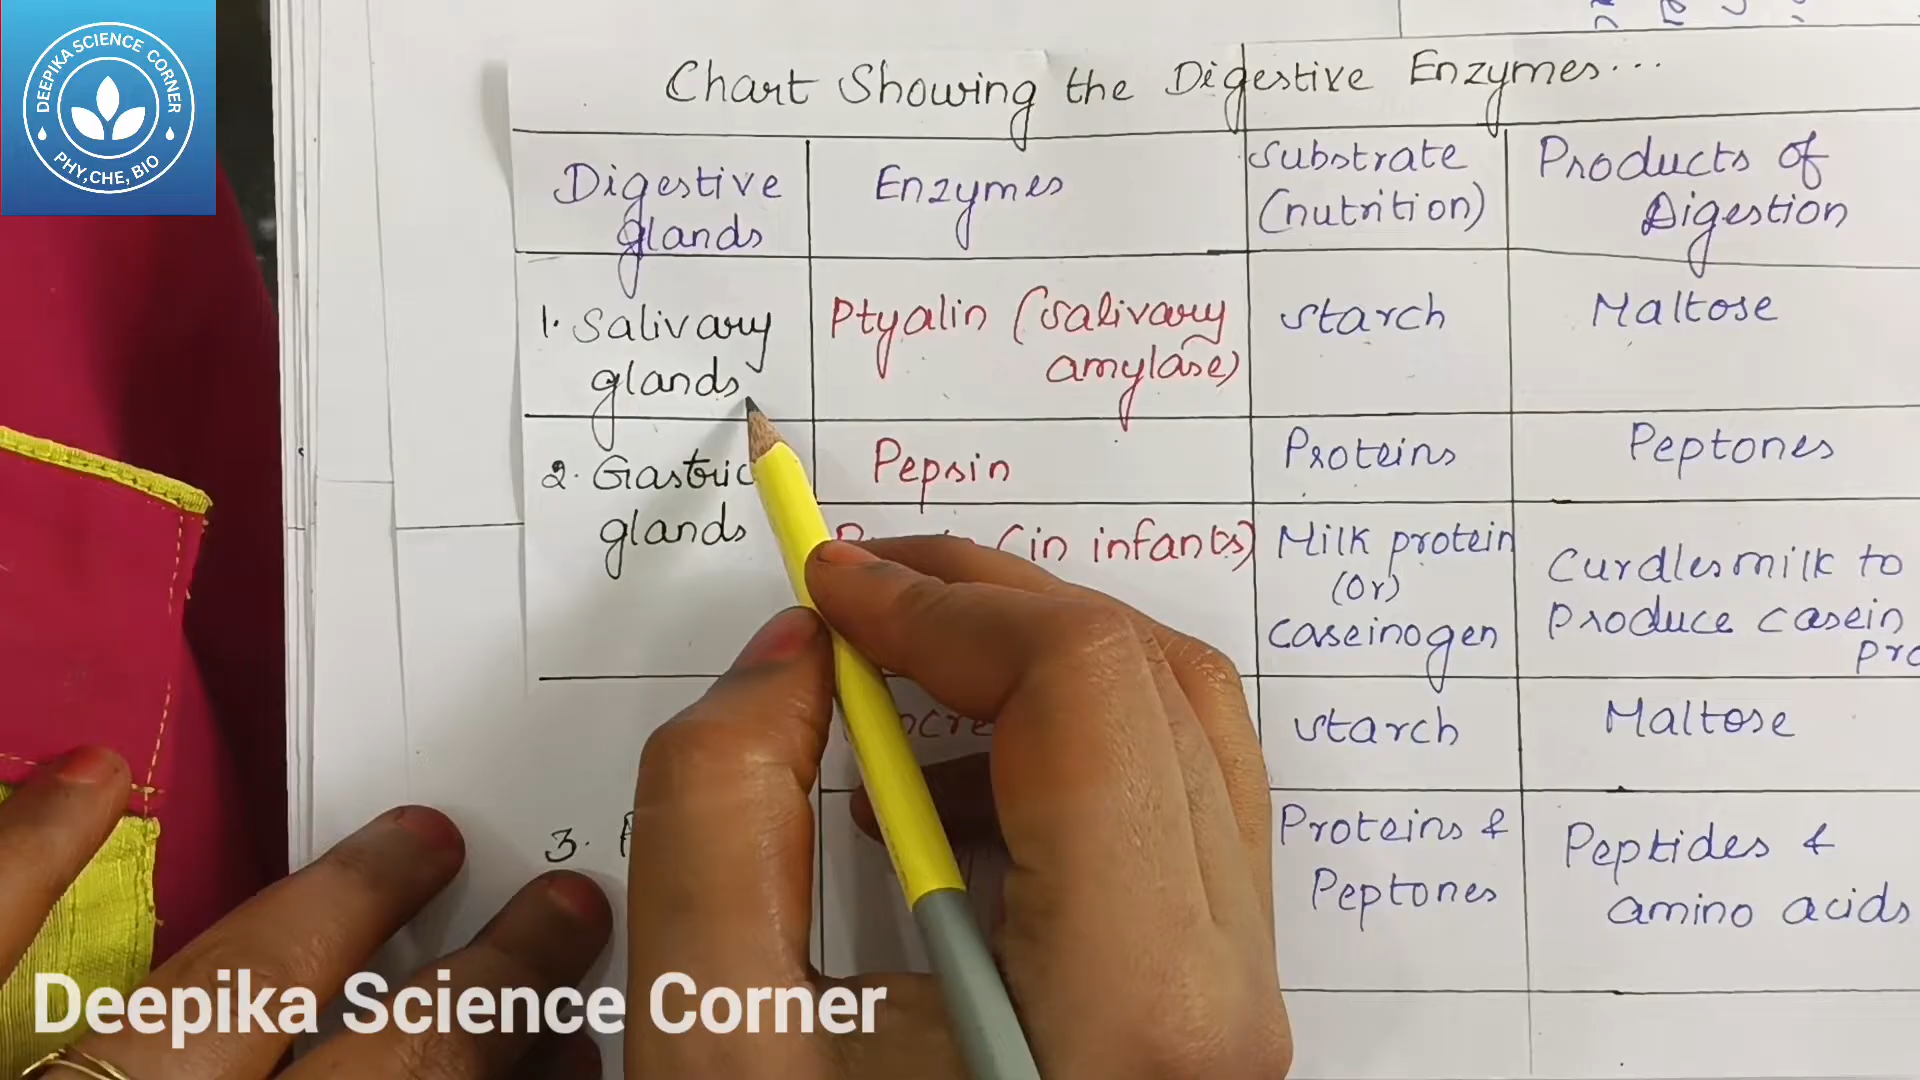 DEEPIKA SCIENCE CORNER
PHY,CHE, BIO
Chart Showing the Digestive Enzymes...
Digestive glands
Enzymes
Substrate (nutrition)
Products of Digestion
1. Salivary glands
Ptyalin (salivary amylase)
starch
Maltose
2. Gastric glands
Pepsin
Proteins
Peptones
(in infants)
Milk protein (Or) caseinogen
Curdles milk to Produce casein
starch
Maltose
3.
Proteins & Peptones
Peptides & amino acids
Deepika Science Corner